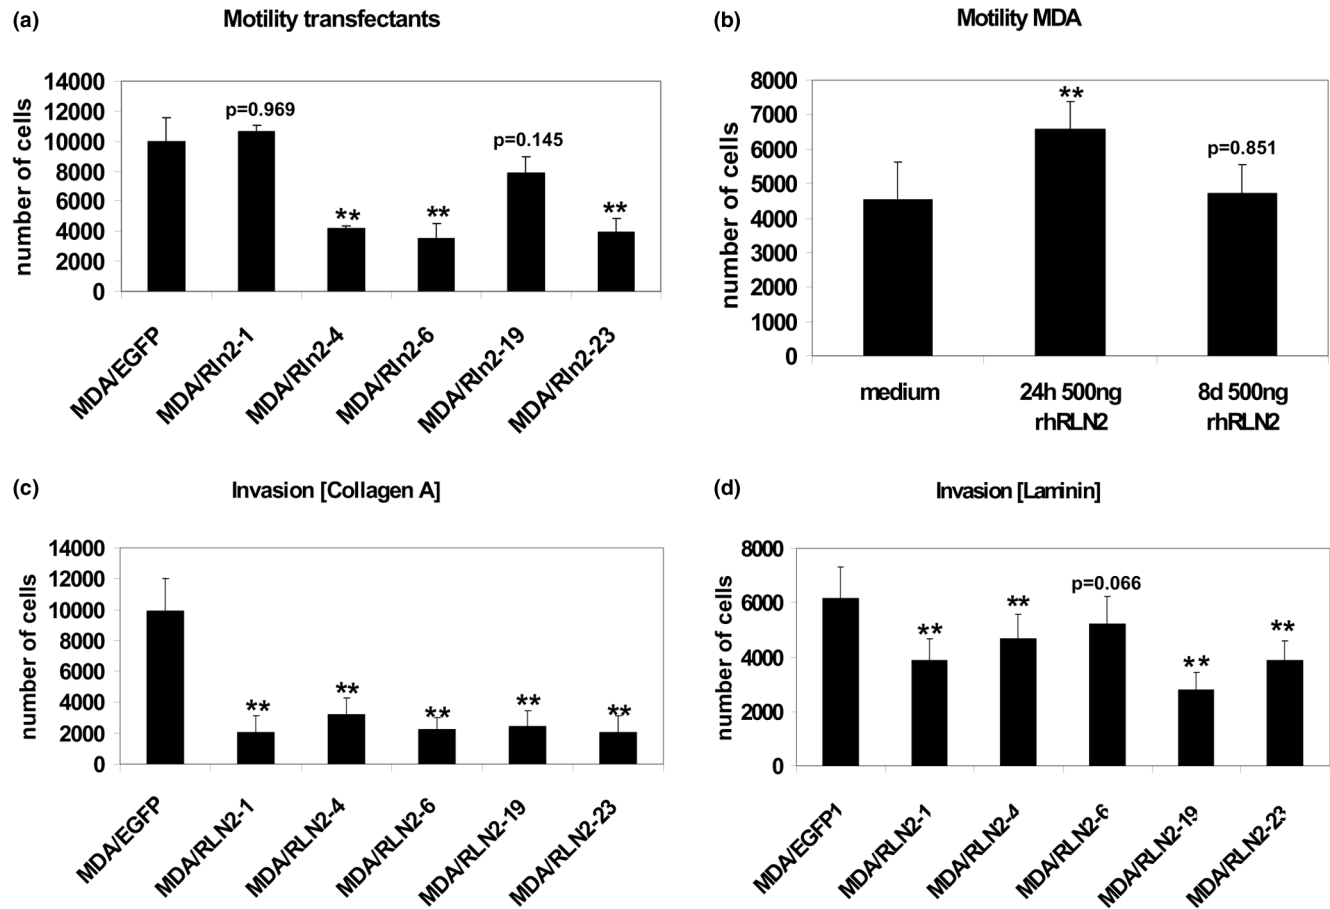 (a)
Motility transfectants
number of cells
14000
12000
10000
8000
6000
4000
2000
0
p=0.969
**
**
p=0.145
**
MDA/EGFP
MDA/Rln2-1
MDA/Rln2-4
MDA/Rln2-6
MDA/Rln2-19
MDA/Rln2-23
(b)
Motility MDA
number of cells
8000
7000
6000
5000
4000
3000
2000
1000
0
**
p=0.851
medium
24h 500ng
rhRLN2
8d 500ng
rhRLN2
(c)
Invasion [Collagen A]
number of cells
14000
12000
10000
8000
6000
4000
2000
0
**
**
**
**
**
MDA/EGFP
MDA/RLN2-1
MDA/RLN2-4
MDA/RLN2-6
MDA/RLN2-19
MDA/RLN2-23
(d)
Invasion [Laminin]
number of cells
8000
6000
4000
2000
0
**
**
p=0.066
**
**
MDA/EGFP1
MDA/RLN2-1
MDA/RLN2-4
MDA/RLN2-6
MDA/RLN2-19
MDA/RLN2-23